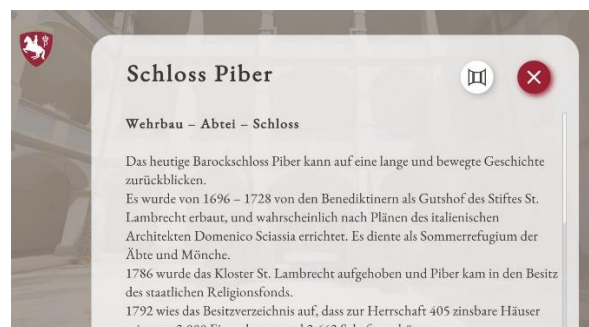 Schloss Piber
Wehrbau – Abtei – Schloss
Das heutige Barockschloss Piber kann auf eine lange und bewegte Geschichte
zurückblicken.
Es wurde von 1696 – 1728 von den Benediktinern als Gutshof des Stiftes St.
Lambrecht erbaut, und wahrscheinlich nach Plänen des italienischen
Architekten Domenico Sciassia errichtet. Es diente als Sommerrefugium der
Äbte und Mönche.
1786 wurde das Kloster St. Lambrecht aufgehoben und Piber kam in den Besitz
des staatlichen Religionsfonds.
1792 wies das Besitzverzeichnis auf, dass zur Herrschaft 405 zinsbare Häuser